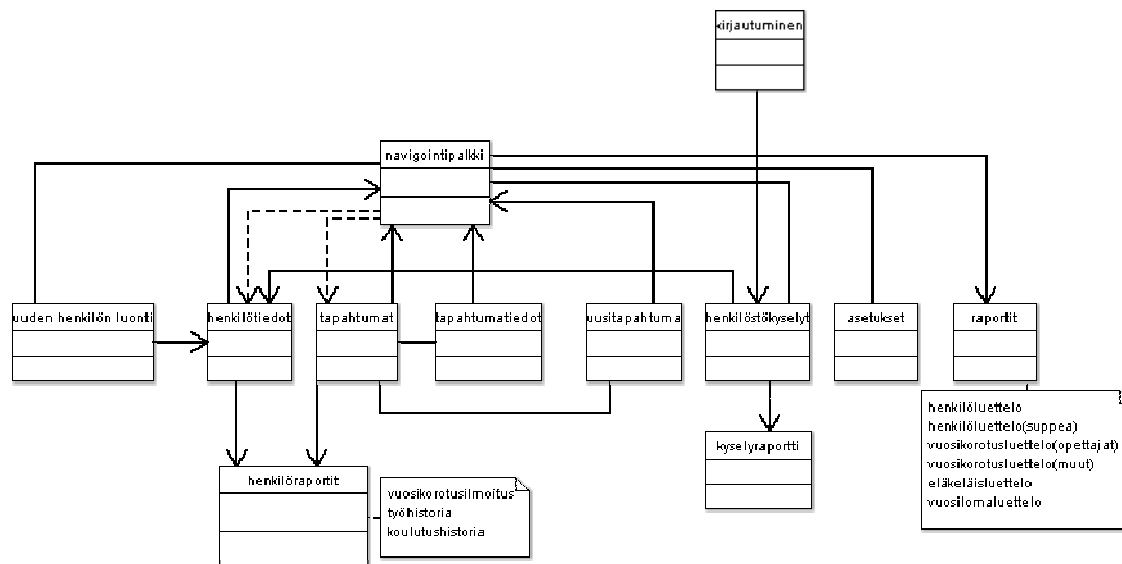 kirjautuminen
navigointipalkki
uuden henkilön luonti
henkilötiedot
tapahtumat
tapahtumatiedot
uusitapahtuma
henkilöstökyselyt
asetukset
raportit
henkilöluettelo
henkilöluettelo(suppea)
vuosikorotusluettelo(opettajat)
vuosikorotusluettelo(muut)
eläkeläisluettelo
vuosilomaluettelo
kyselyraportti
henkilöraportit
vuosikorotusilmoitus
työhistoria
koulutushistoria